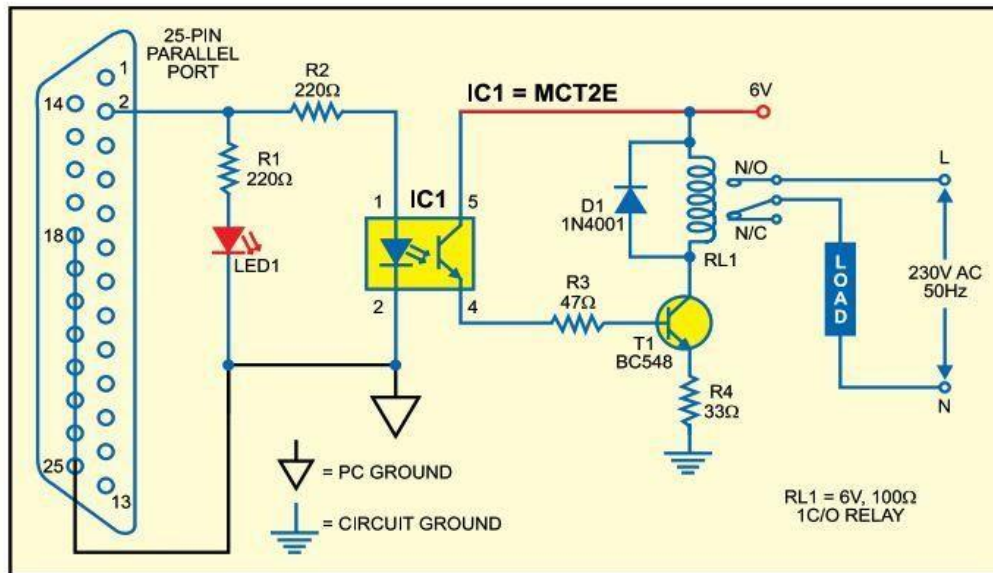 25-PIN
PARALLEL
PORT
1
14
2
18
25
13
R2
220Ω
R1
220Ω
LED1
IC1 = MCT2E
6V
1
IC1
5
2
4
D1
1N4001
N/O
N/C
RL1
L
LOAD
230V AC
50Hz
N
R3
47Ω
T1
BC548
R4
33Ω
= PC GROUND
= CIRCUIT GROUND
RL1 = 6V, 100Ω
1C/O RELAY